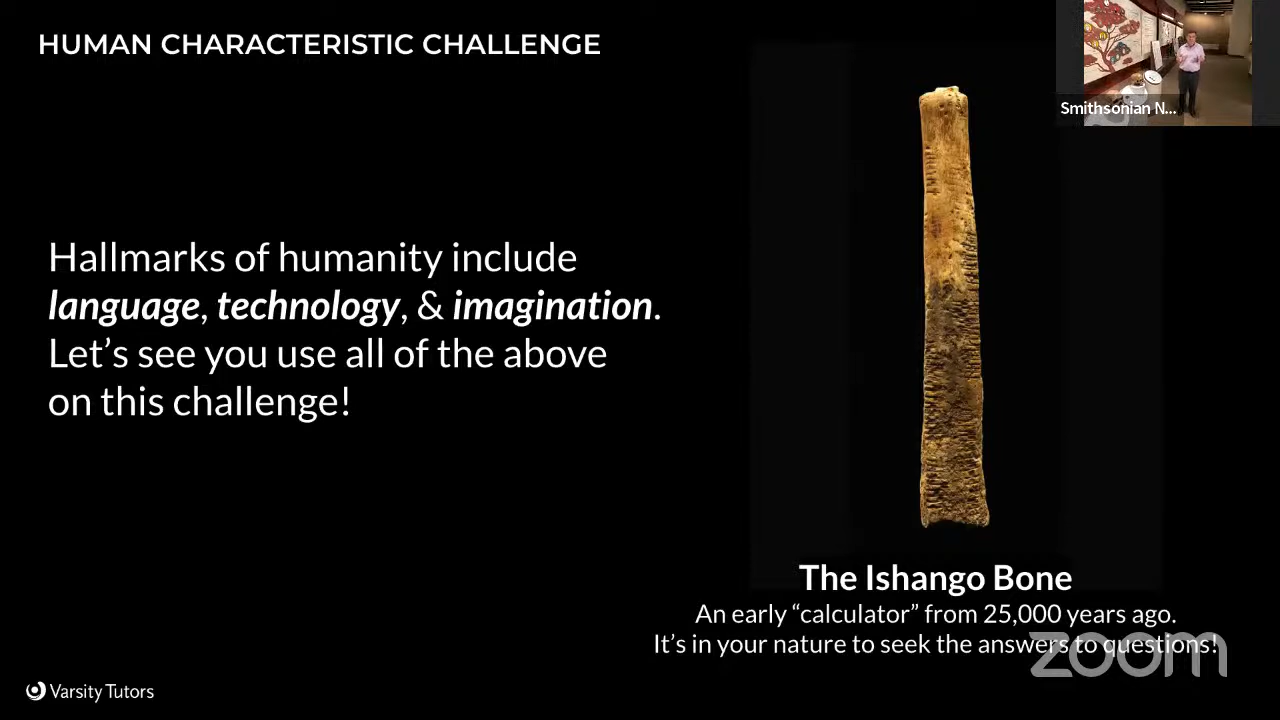 HUMAN CHARACTERISTIC CHALLENGE
Smithsonian N...
Hallmarks of humanity include
language, technology, & imagination.
Let’s see you use all of the above
on this challenge!
The Ishango Bone
An early “calculator” from 25,000 years ago.
It’s in your nature to seek the answers to questions!
zoom
Varsity Tutors